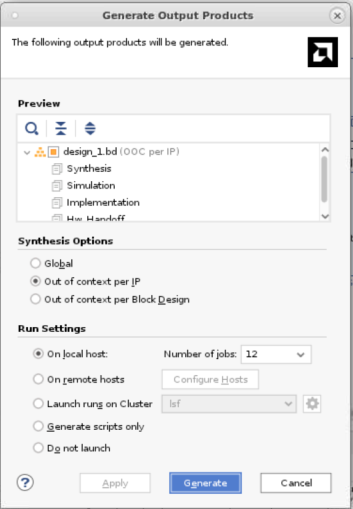 Generate Output Products
The following output products will be generated.
Preview
design_1.bd (OOC per IP)
Synthesis
Simulation
Implementation
Hw_Handoff
Synthesis Options
Global
Out of context per IP
Out of context per Block Design
Run Settings
On local host: Number of jobs: 12
On remote hosts Configure Hosts
Launch runs on Cluster lsf
Generate scripts only
Do not launch
? Apply Generate Cancel